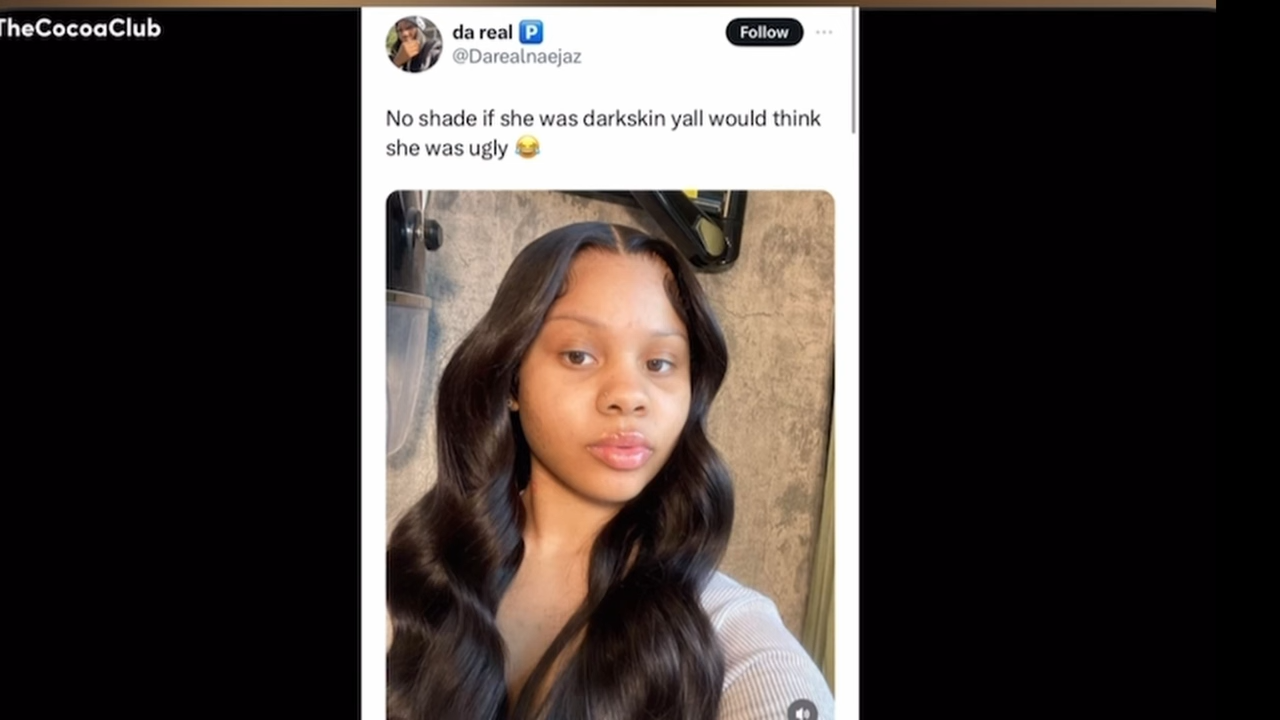 TheCocoaClub
da real 🅿️
Follow
@Darealnaejaz
No shade if she was darkskin yall would think
she was ugly 😂